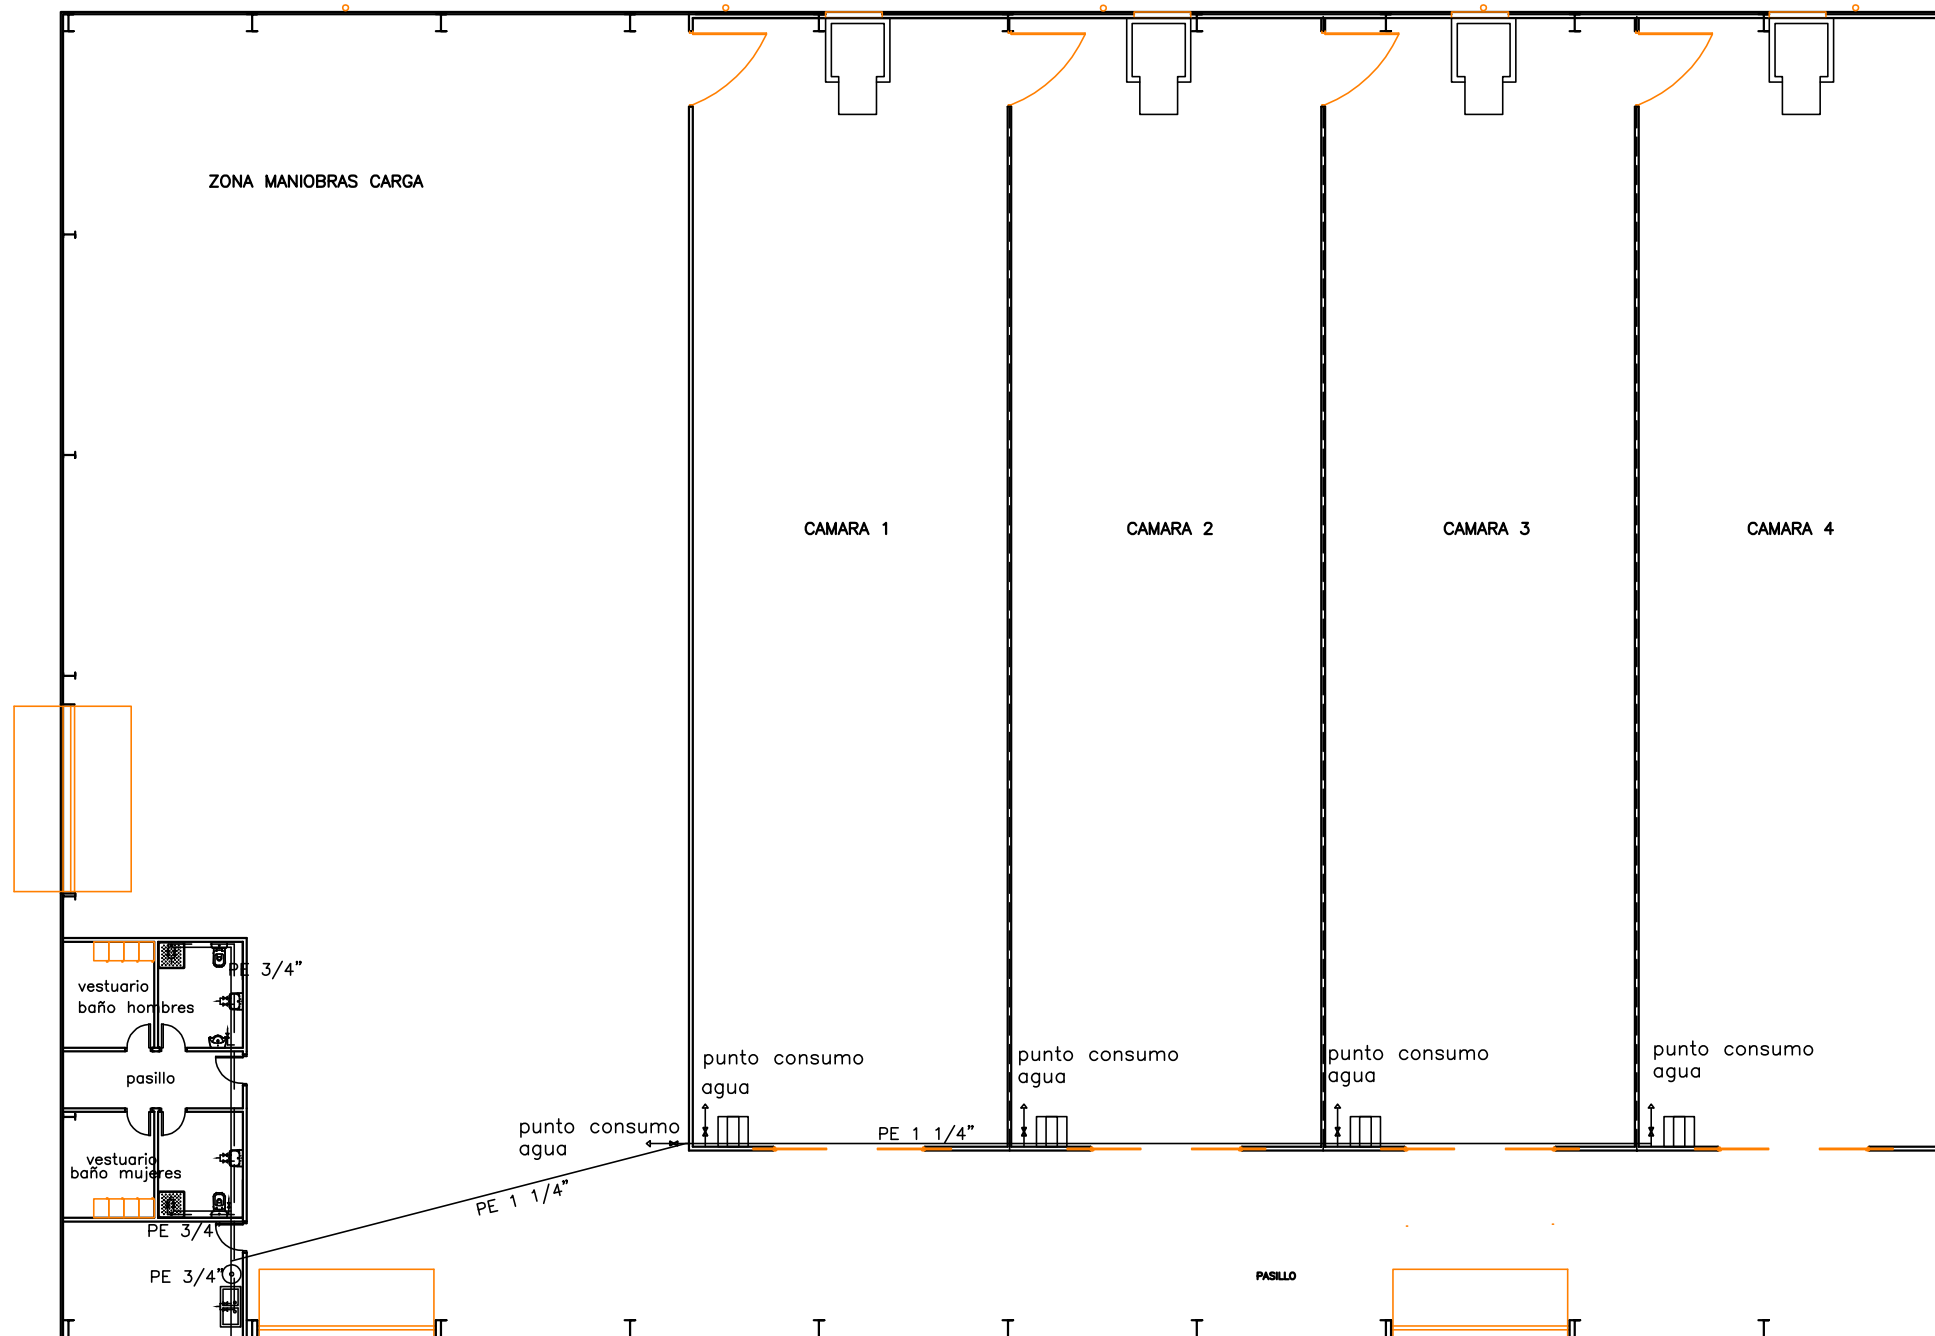 ZONA MANIOBRAS CARGA
CAMARA 1
CAMARA 2
CAMARA 3
CAMARA 4
PE 3/4"
vestuario
baño hombres
pasillo
vestuario
baño mujeres
PE 3/4
PE 3/4"
punto consumo
agua
PE 1 1/4"
punto consumo
agua
PE 1 1/4"
punto consumo
agua
punto consumo
agua
punto consumo
agua
PASILLO